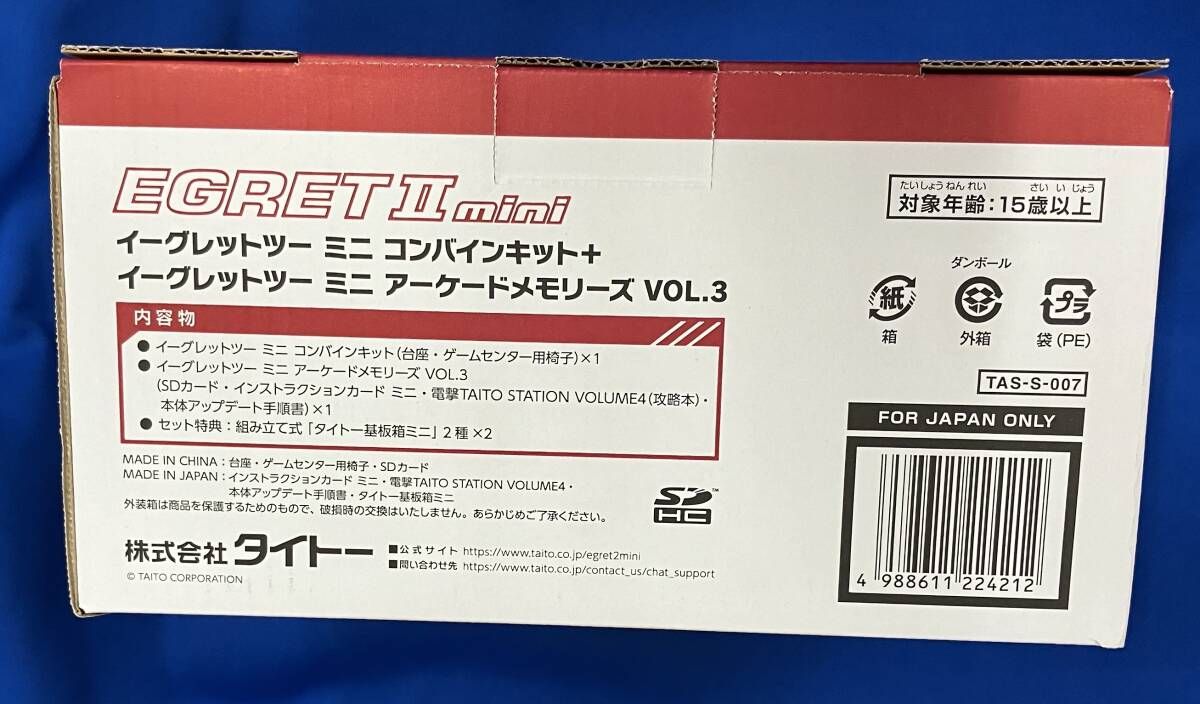 EGRET II mini
イーグレットツー ミニ コンバインキット＋
イーグレットツー ミニ アーケードメモリーズ VOL.3
内容物
● イーグレットツー ミニ コンバインキット（台座・ゲームセンター用椅子）×1
● イーグレットツー ミニ アーケードメモリーズ VOL.3
（SDカード・インストラクションカード ミニ・電撃TAITO STATION VOLUME4（攻略本）・
本体アップデート手順書）×1
● セット特典：組み立て式「タイトー基板箱ミニ」2種×2
MADE IN CHINA：台座・ゲームセンター用椅子・SDカード
MADE IN JAPAN：インストラクションカード ミニ・電撃TAITO STATION VOLUME4・
本体アップデート手順書・タイトー基板箱ミニ
外装箱は商品を保護するためのもので、破損時の交換はいたしません。あらかじめご了承ください。
SD™
HC
株式会社タイトー
■公式サイト https://www.taito.co.jp/egret2mini
■問い合わせ先 https://www.taito.co.jp/contact_us/chat_support
© TAITO CORPORATION
たいしょうねんれい さいいじょう
対象年齢：15歳以上
ダンボール
紙
プラ
箱
外箱
袋（PE）
TAS-S-007
FOR JAPAN ONLY
4 988611 224212